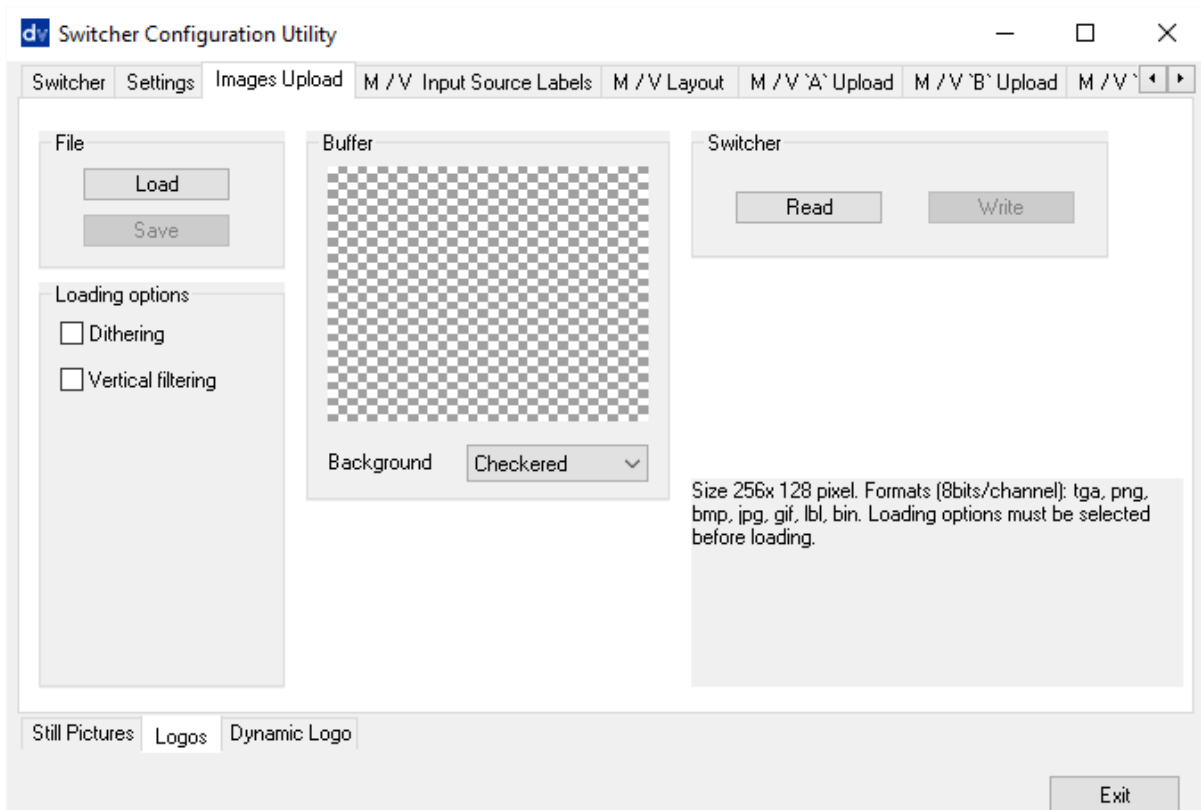 dv Switcher Configuration Utility
Switcher Settings Images Upload M / V Input Source Labels M / V Layout M / V `A` Upload M / V `B` Upload M / V `
File
Load
Save
Loading options
Dithering
Vertical filtering
Buffer
Background Checkered
Switcher
Read Write
Size 256x 128 pixel. Formats (8bits/channel): tga, png,
bmp, jpg, gif, lbl, bin. Loading options must be selected
before loading.
Still Pictures Logos Dynamic Logo
Exit